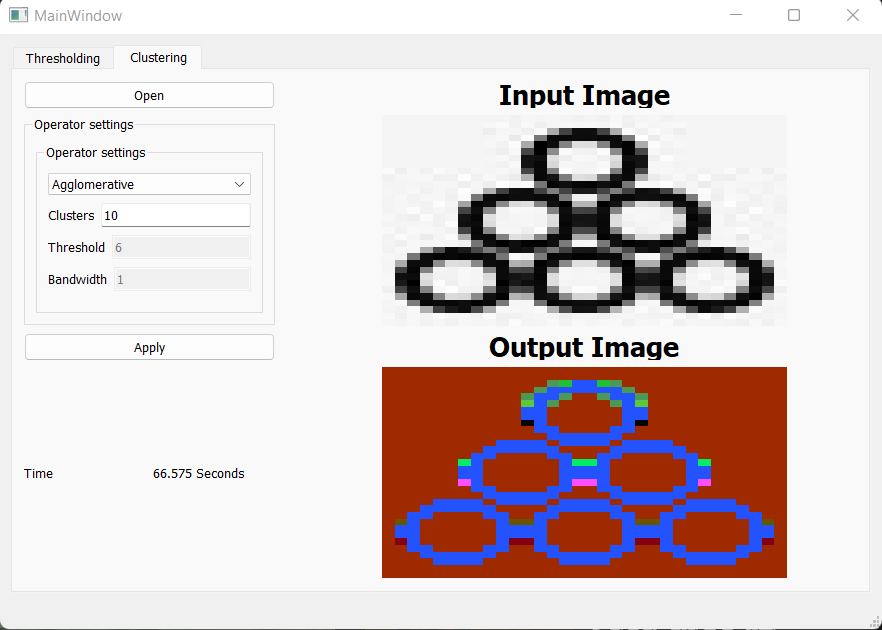 MainWindow
Thresholding
Clustering
Open
Operator settings
Operator settings
Agglomerative
Clusters 10
Threshold 6
Bandwidth 1
Apply
Time 66.575 Seconds
Input Image
Output Image